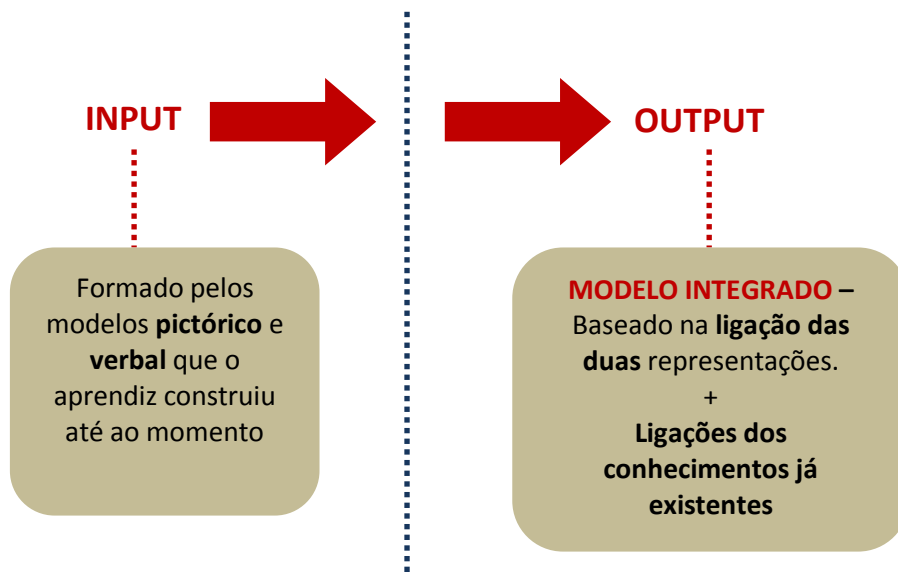 INPUT
OUTPUT
Formado pelos
modelos pictórico e
verbal que o
aprendiz construiu
até ao momento
MODELO INTEGRADO –
Baseado na ligação das
duas representações.
+
Ligações dos
conhecimentos já
existentes